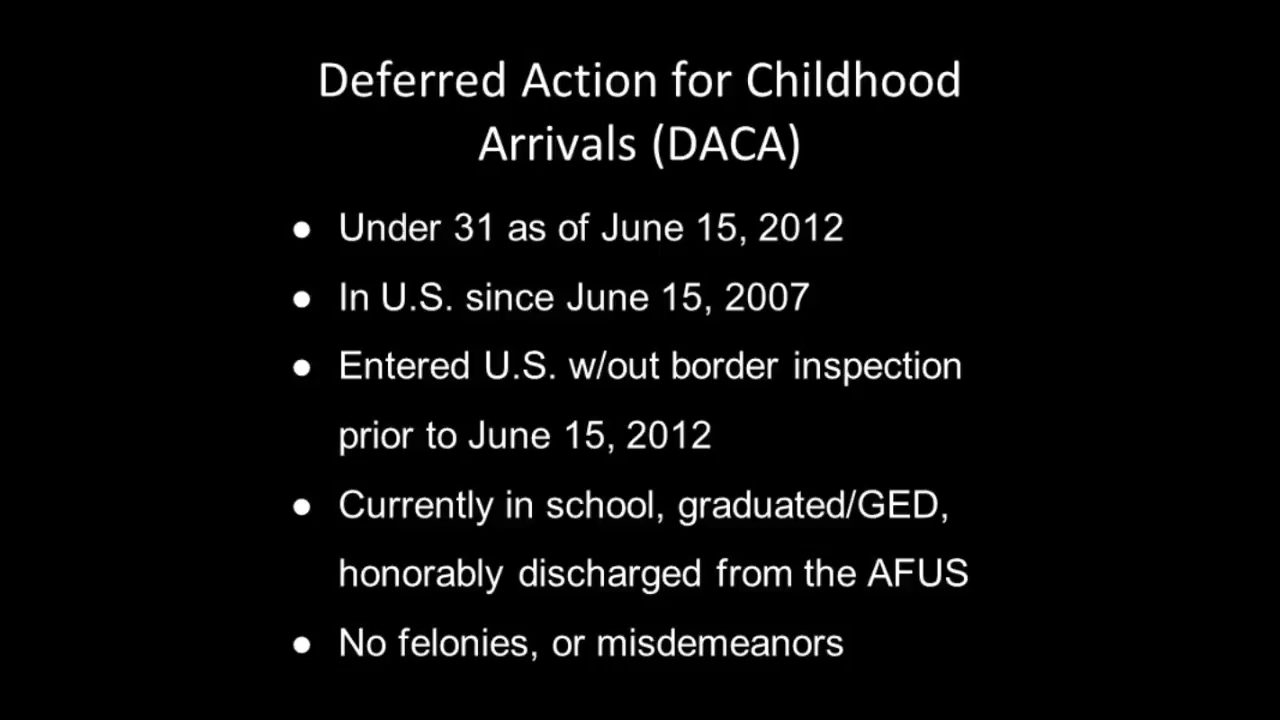 Deferred Action for Childhood
Arrivals (DACA)
● Under 31 as of June 15, 2012
● In U.S. since June 15, 2007
● Entered U.S. w/out border inspection
prior to June 15, 2012
● Currently in school, graduated/GED,
honorably discharged from the AFUS
● No felonies, or misdemeanors